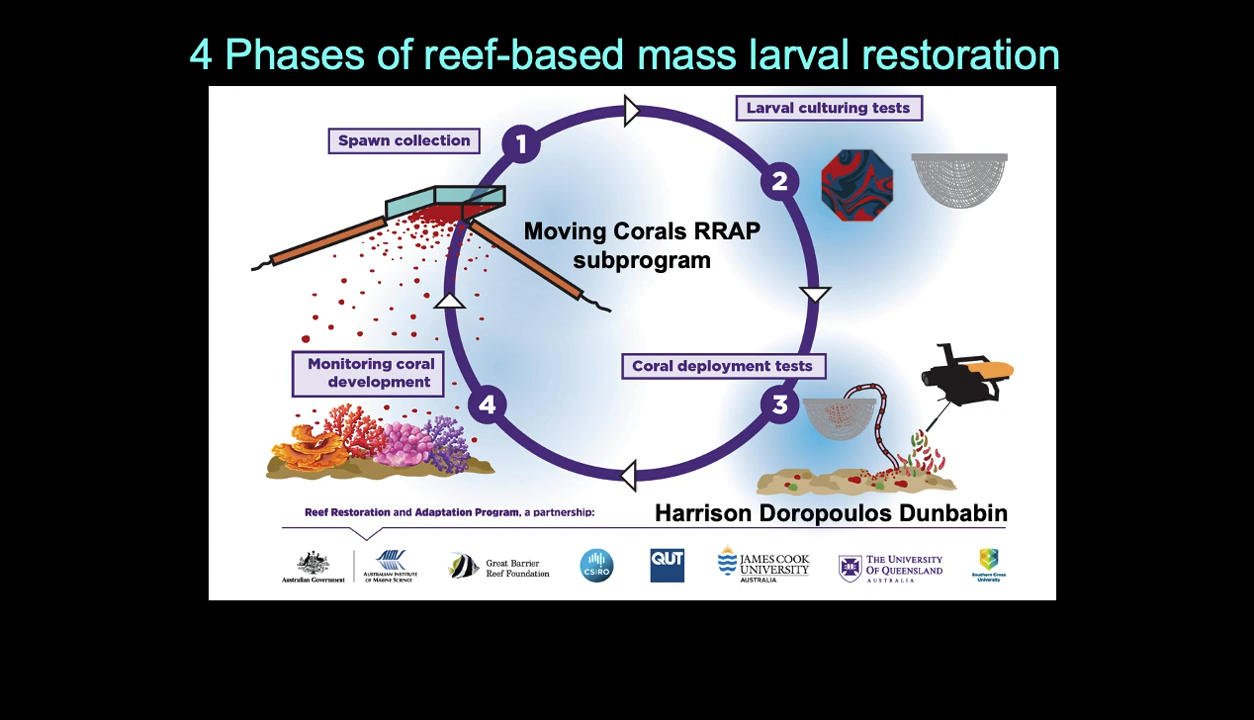 4 Phases of reef-based mass larval restoration
Spawn collection
1
Larval culturing tests
2
Moving Corals RRAP
subprogram
Monitoring coral
development
4
Coral deployment tests
3
Harrison Doropoulos Dunbabin
Reef Restoration and Adaptation Program, a partnership:
Australian Government
AIMS
AUSTRALIAN INSTITUTE
OF MARINE SCIENCE
Great Barrier
Reef Foundation
CSIRO
QUT
JAMES COOK
UNIVERSITY
AUSTRALIA
THE UNIVERSITY
OF QUEENSLAND
AUSTRALIA
Southern Cross
University